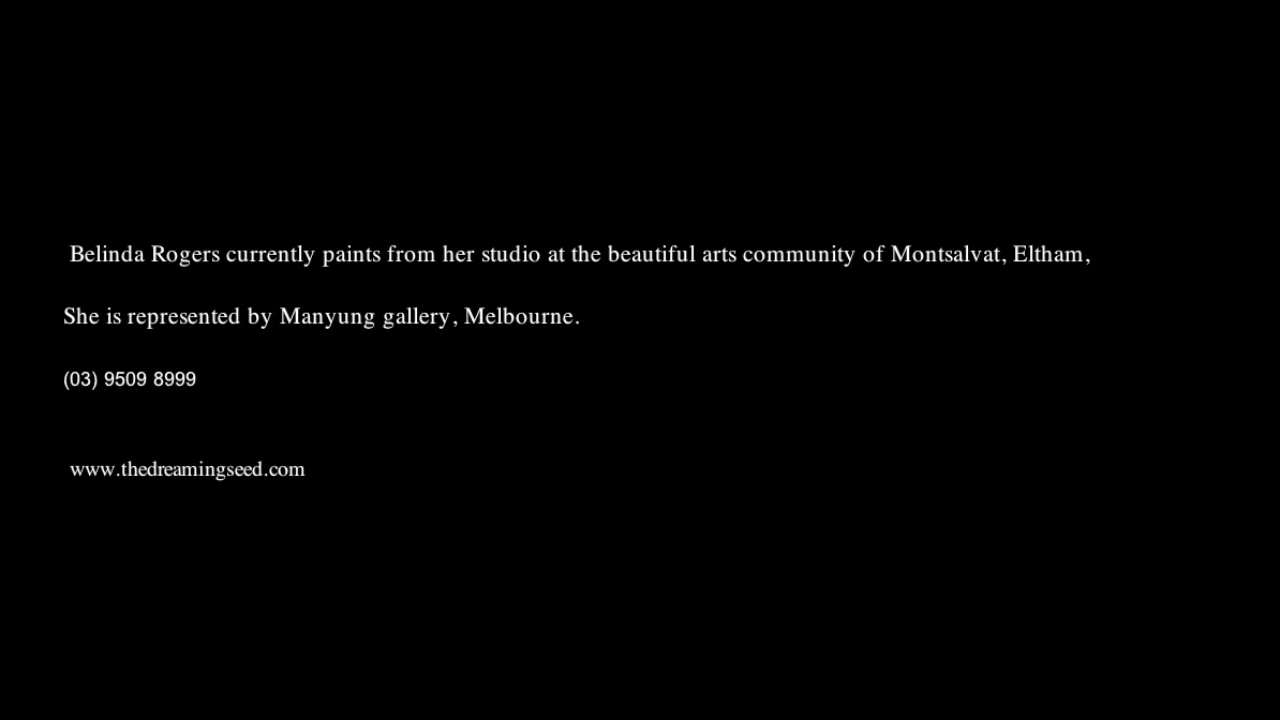 Belinda Rogers currently paints from her studio at the beautiful arts community of Montsalvat, Eltham,
She is represented by Manyung gallery, Melbourne.
(03) 9509 8999
www.thedreamingseed.com